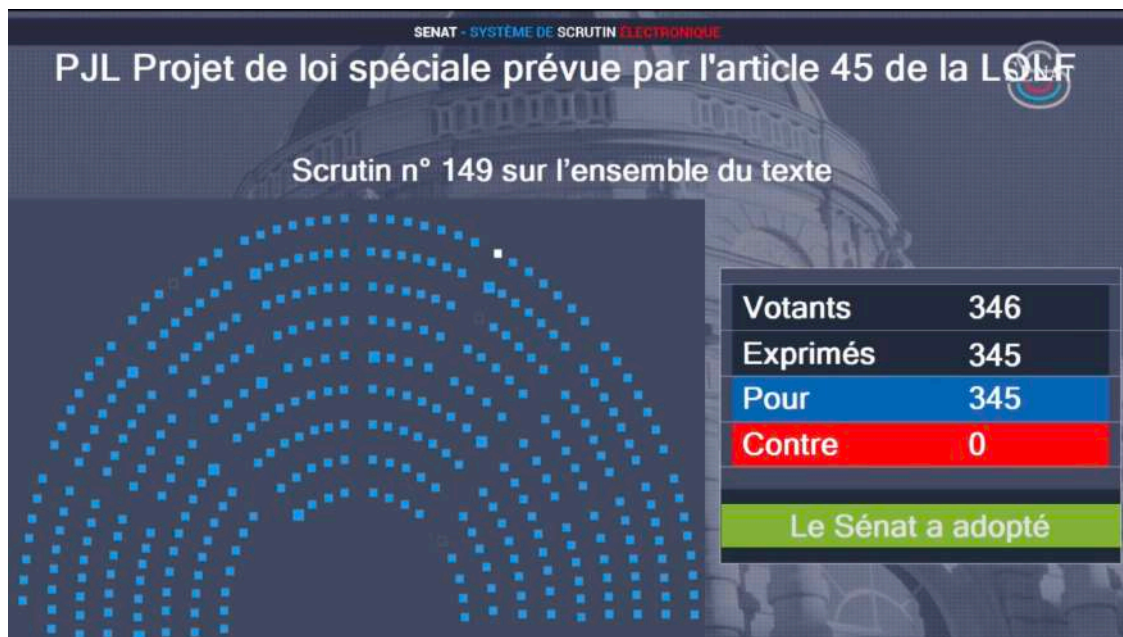 SENAT - SYSTÈME DE SCRUTIN ÉLECTRONIQUE
PJL Projet de loi spéciale prévue par l'article 45 de la LOLF
SÉNAT
Scrutin n° 149 sur l'ensemble du texte
Votants 346
Exprimés 345
Pour 345
Contre 0
Le Sénat a adopté